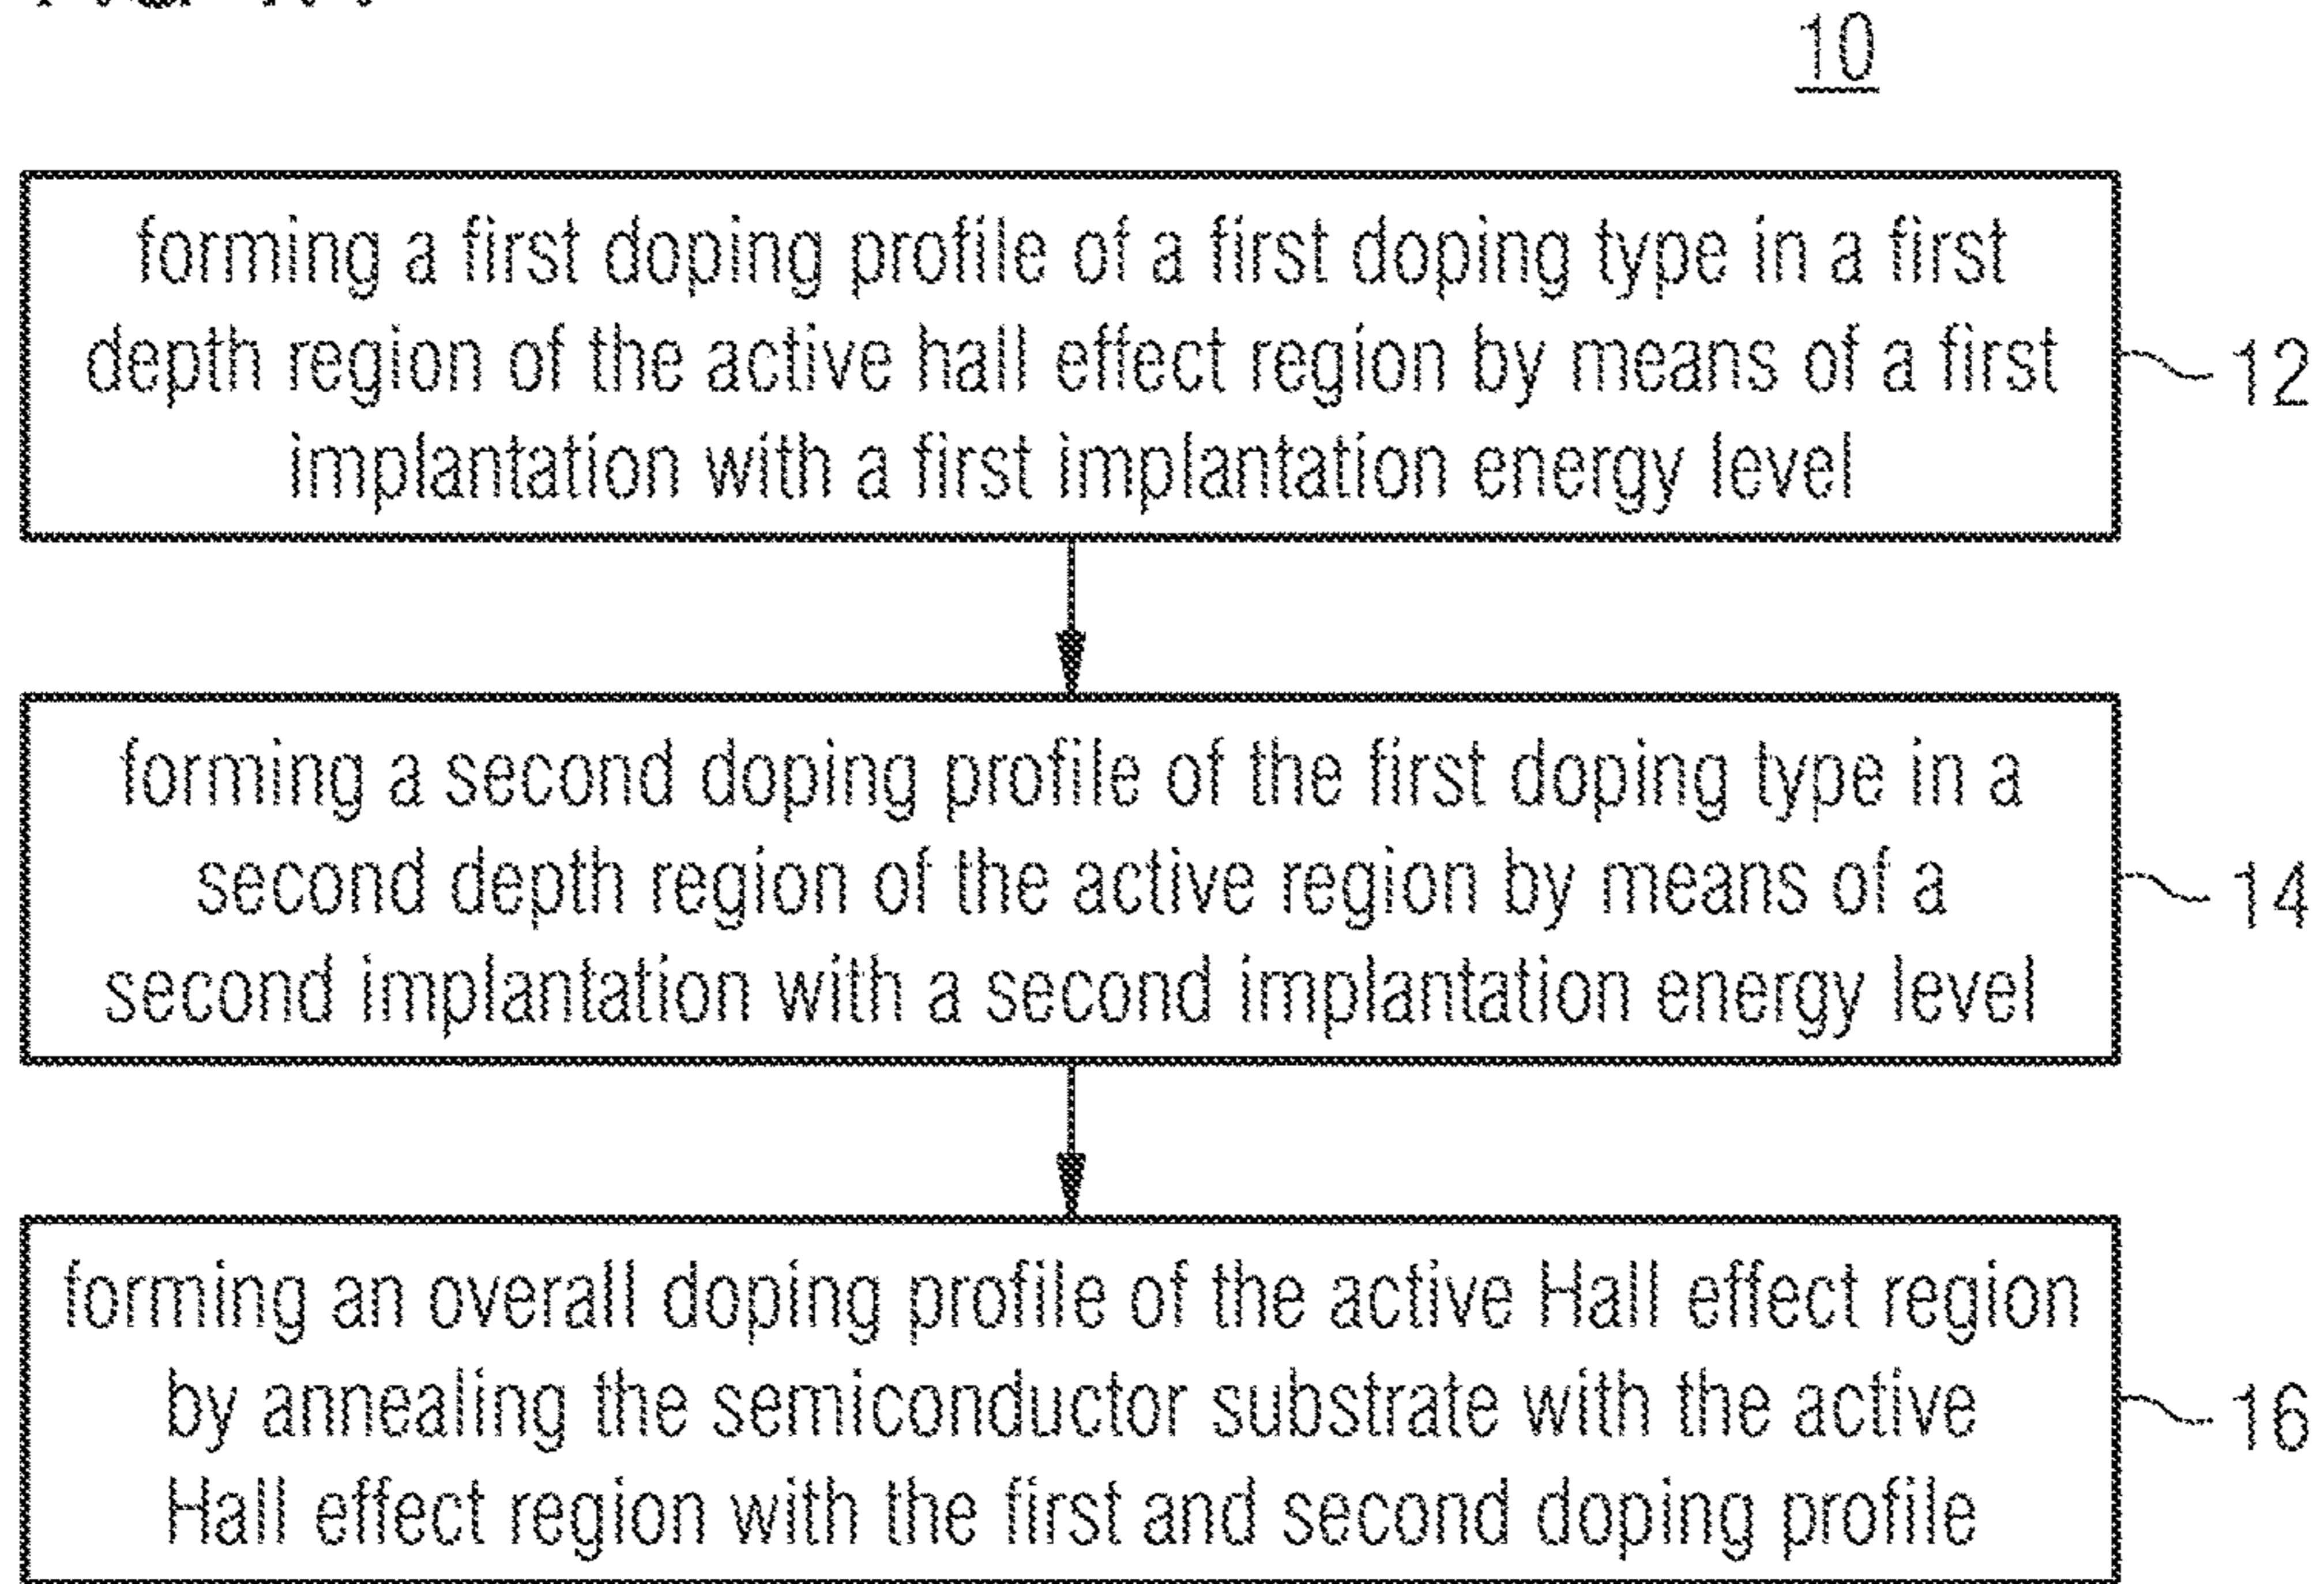 10
forming a first doping profile of a first doping type in a first
depth region of the active hall effect region by means of a first
implantation with a first implantation energy level
12
forming a second doping profile of the first doping type in a
second depth region of the active region by means of a
second implantation with a second implantation energy level
14
forming an overall doping profile of the active Hall effect region
by annealing the semiconductor substrate with the active
Hall effect region with the first and second doping profile
16